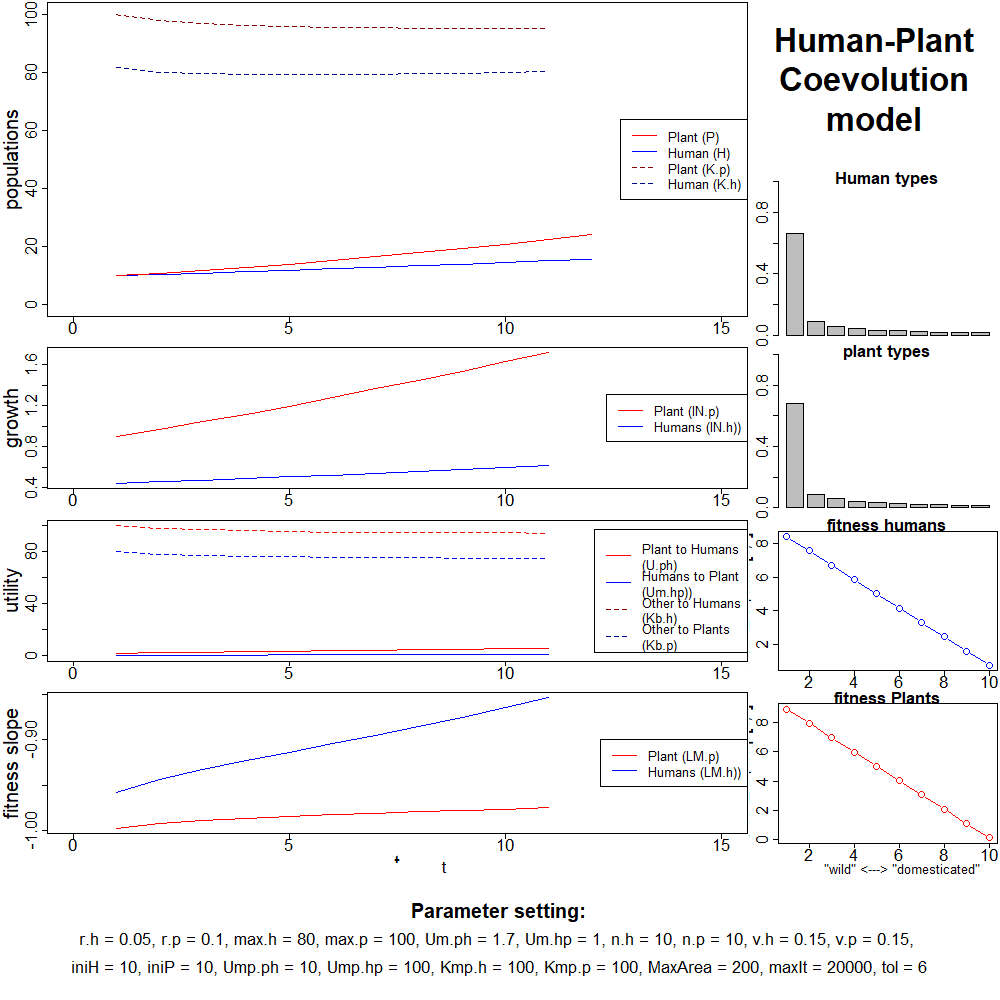 Human-Plant
Coevolution
model
populations
0 20 40 60 80 100
Plant (P)
Human (H)
Plant (K.p)
Human (K.h)
0 5 10 15
growth
0.4 0.8 1.2 1.6
Plant (IN.p)
Humans (IN.h))
0 5 10 15
utility
0 40 80
Plant to Humans
(U.ph)
Humans to Plant
(Um.hp))
Other to Humans
(Kb.h)
Other to Plants
(Kb.p)
0 5 10 15
fitness slope
-1.00 -0.90
Plant (LM.p)
Humans (LM.h))
0 5 10 15
t
Human types
0.0 0.4 0.8
plant types
0.0 0.4 0.8
fitness humans
2 4 6 8
2 4 6 8 10
fitness Plants
0 2 4 6 8
2 4 6 8 10
"wild" <---> "domesticated"
Parameter setting:
r.h = 0.05, r.p = 0.1, max.h = 80, max.p = 100, Um.ph = 1.7, Um.hp = 1, n.h = 10, n.p = 10, v.h = 0.15, v.p = 0.15,
iniH = 10, iniP = 10, Ump.ph = 10, Ump.hp = 100, Kmp.h = 100, Kmp.p = 100, MaxArea = 200, maxIt = 20000, tol = 6